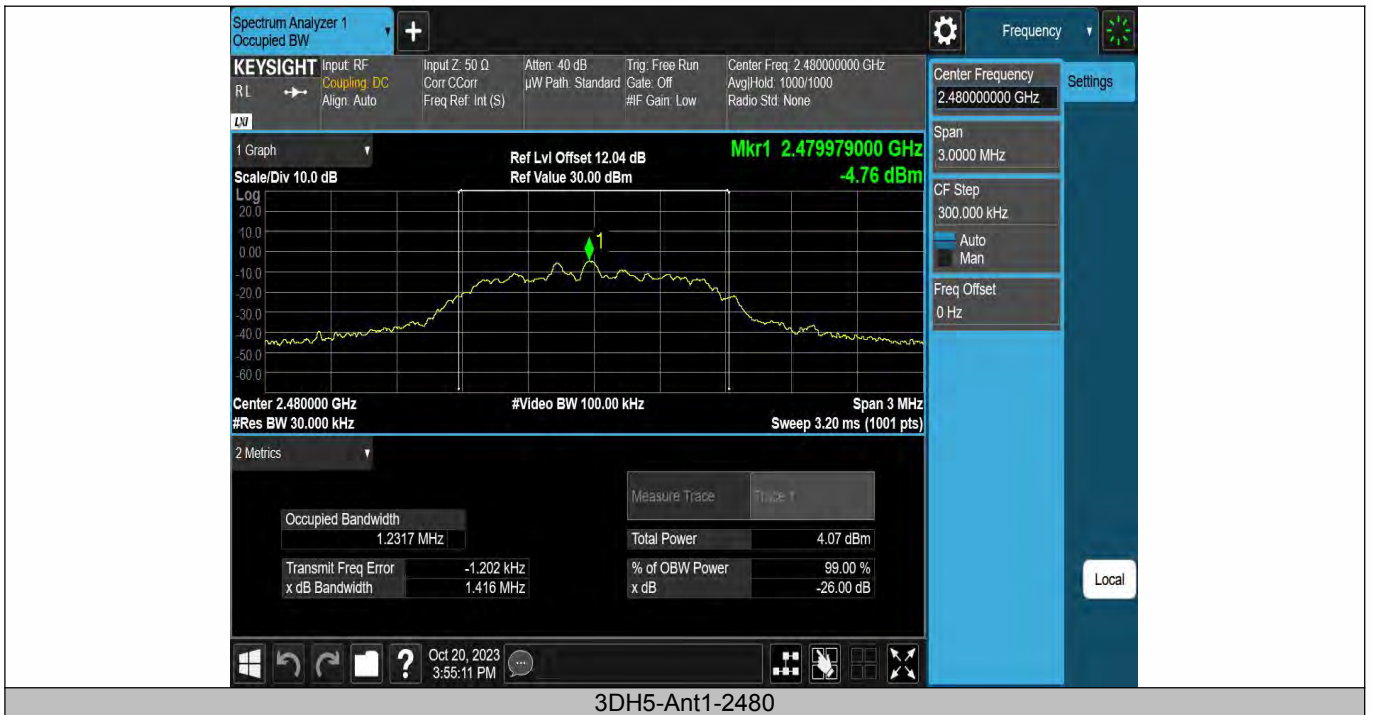 Spectrum Analyzer 1
Occupied BW
Frequency
KEYSIGHT
RL
LXI
Input: RF
Coupling: DC
Align: Auto
Input Z: 50 Ω
Corr CCorr
Freq Ref: Int (S)
Atten: 40 dB
µW Path: Standard
Trig: Free Run
Gate: Off
#IF Gain: Low
Center Freq: 2.480000000 GHz
Avg|Hold: 1000/1000
Radio Std: None
Center Frequency
2.480000000 GHz
Settings
Span
3.0000 MHz
CF Step
300.000 kHz
Auto
Man
Freq Offset
0 Hz
1 Graph
Scale/Div 10.0 dB
Ref Lvl Offset 12.04 dB
Ref Value 30.00 dBm
Mkr1 2.479979000 GHz
-4.76 dBm
Log
20.0
10.0
0.00
-10.0
-20.0
-30.0
-40.0
-50.0
-60.0
1
Center 2.480000 GHz
#Video BW 100.00 kHz
Span 3 MHz
#Res BW 30.000 kHz
Sweep 3.20 ms (1001 pts)
2 Metrics
Measure Trace
Trace 1
Occupied Bandwidth
1.2317 MHz
Total Power
4.07 dBm
Transmit Freq Error
-1.202 kHz
% of OBW Power
99.00 %
x dB Bandwidth
1.416 MHz
x dB
-26.00 dB
Local
?
Oct 20, 2023
3:55:11 PM
3DH5-Ant1-2480